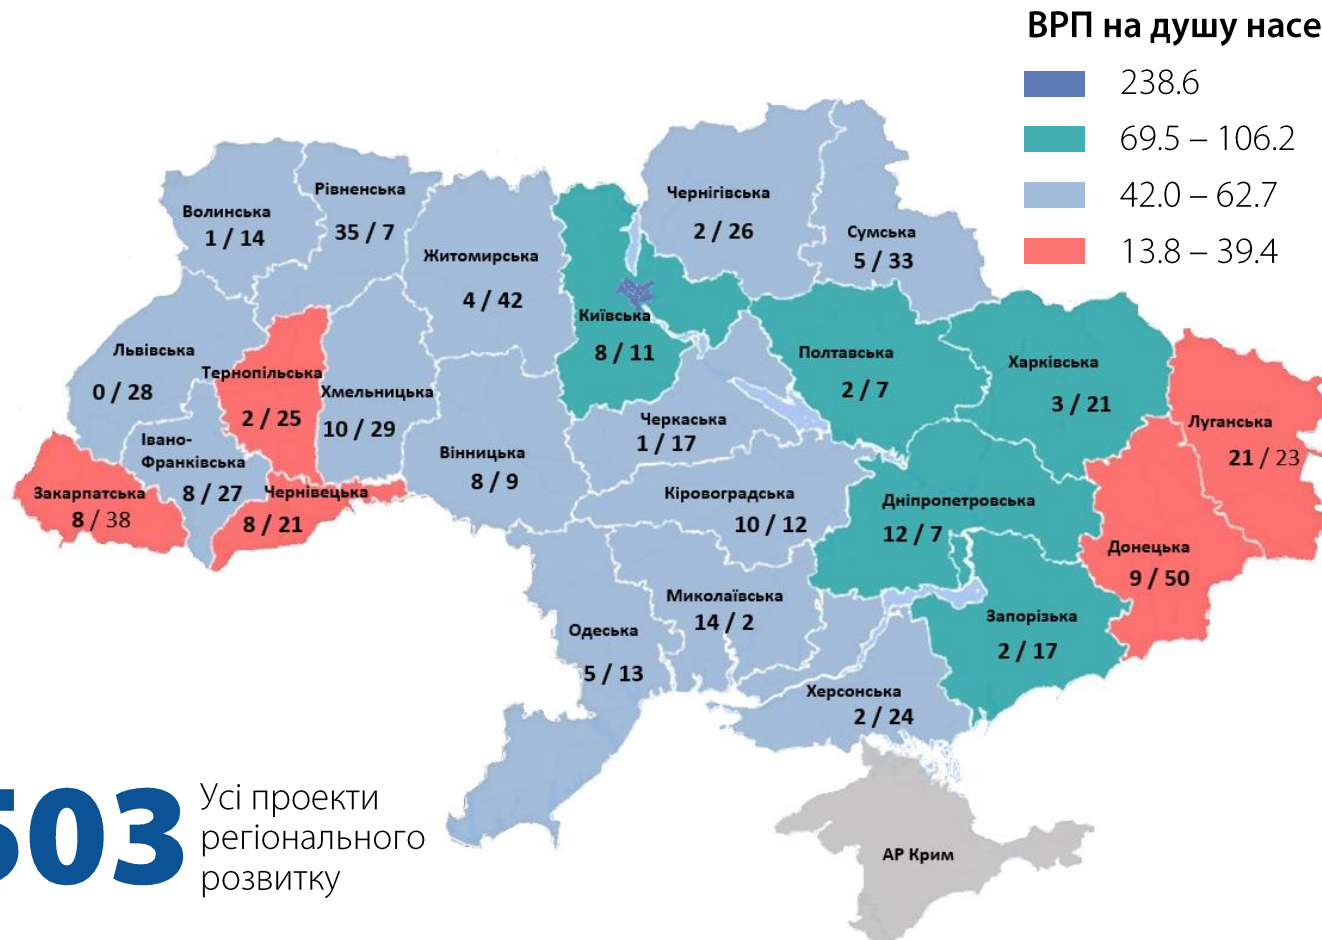 ВРП на душу насе
238.6
69.5 – 106.2
42.0 – 62.7
13.8 – 39.4
Волинська
1 / 14
Рівненська
35 / 7
Житомирська
4 / 42
Київська
8 / 11
Чернігівська
2 / 26
Сумська
5 / 33
Львівська
0 / 28
Тернопільська
2 / 25
Хмельницька
10 / 29
Івано-
Франківська
8 / 27
Закарпатська
8 / 38
Чернівецька
8 / 21
Вінницька
8 / 9
Черкаська
1 / 17
Полтавська
2 / 7
Харківська
3 / 21
Луганська
21 / 23
Кіровоградська
10 / 12
Дніпропетровська
12 / 7
Донецька
9 / 50
Миколаївська
14 / 2
Одеська
5 / 13
Запорізька
2 / 17
Херсонська
2 / 24
АР Крим
503
Усі проекти
регіонального
розвитку